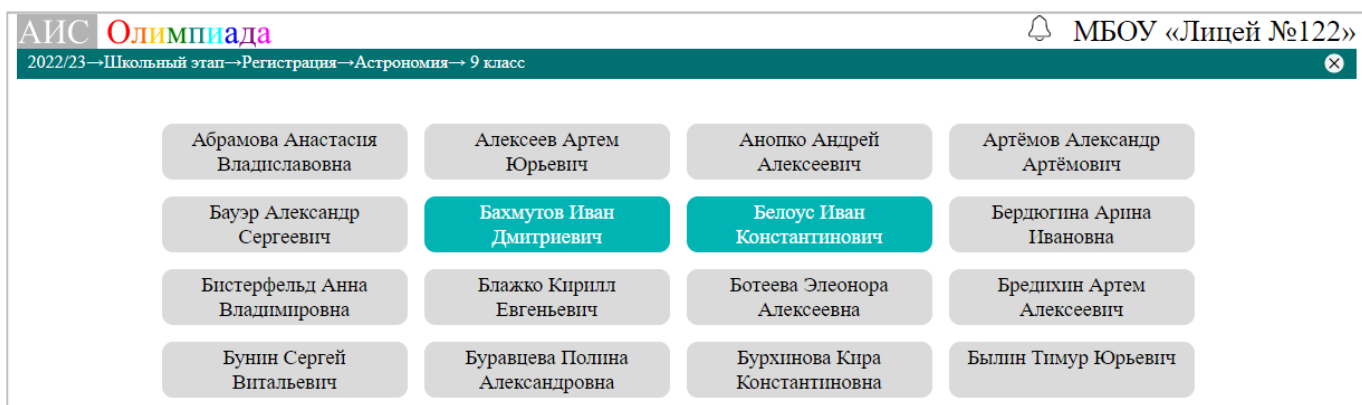 АИС Олимпиада
МБОУ «Лицей №122»
2022/23→Школьный этап→Регистрация→Астрономия→ 9 класс
Абрамова Анастасия
Владиславовна
Алексеев Артем
Юрьевич
Анопко Андрей
Алексеевич
Артёмов Александр
Артёмович
Бауэр Александр
Сергеевич
Бахмутов Иван
Дмитриевич
Белоус Иван
Константинович
Бердюгина Арина
Ивановна
Бистерфельд Анна
Владимировна
Блажко Кирилл
Евгеньевич
Ботеева Элеонора
Алексеевна
Бредихин Артем
Алексеевич
Бунин Сергей
Витальевич
Буравцева Полина
Александровна
Бурхинова Кира
Константиновна
Былин Тимур Юрьевич